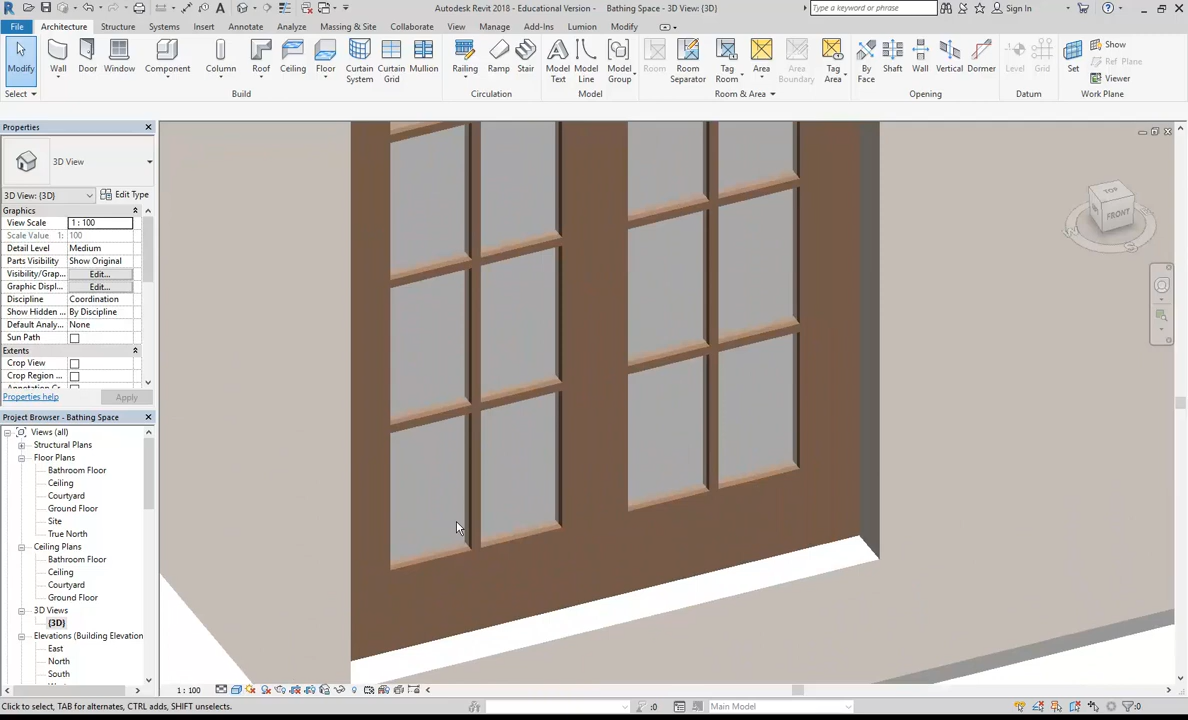 Autodesk Revit 2018 - Educational Version - Bathing Space - 3D View: {3D}
Type a keyword or phrase
Sign In
File Architecture Structure Systems Insert Annotate Analyze Massing & Site Collaborate View Manage Add-Ins Lumion Modify
Modify Wall Door Window Component Column Roof Ceiling Floor Curtain System Curtain Grid Mullion Railing Ramp Stair Model Text Model Line Model Group Room Room Separator Tag Room Area Area Boundary Tag Area By Face Shaft Wall Vertical Dormer Level Grid Set Show Ref Plane Viewer
Select Build Circulation Model Room & Area Opening Datum Work Plane
Properties
3D View
3D View: {3D} Edit Type
Graphics
View Scale 1 : 100
Scale Value 1: 100
Detail Level Medium
Parts Visibility Show Original
Visibility/Grap... Edit...
Graphic Displ... Edit...
Discipline Coordination
Show Hidden ... By Discipline
Default Analy... None
Sun Path
Extents
Crop View
Crop Region ...
Properties help Apply
Project Browser - Bathing Space
Views (all)
Structural Plans
Floor Plans
Bathroom Floor
Ceiling
Courtyard
Ground Floor
Site
True North
Ceiling Plans
Bathroom Floor
Ceiling
Courtyard
Ground Floor
3D Views
{3D}
Elevations (Building Elevation
East
North
South
TOP
FRONT
W
S
1 : 100
Click to select, TAB for alternates, CTRL adds, SHIFT unselects.
:0
Main Model
:0